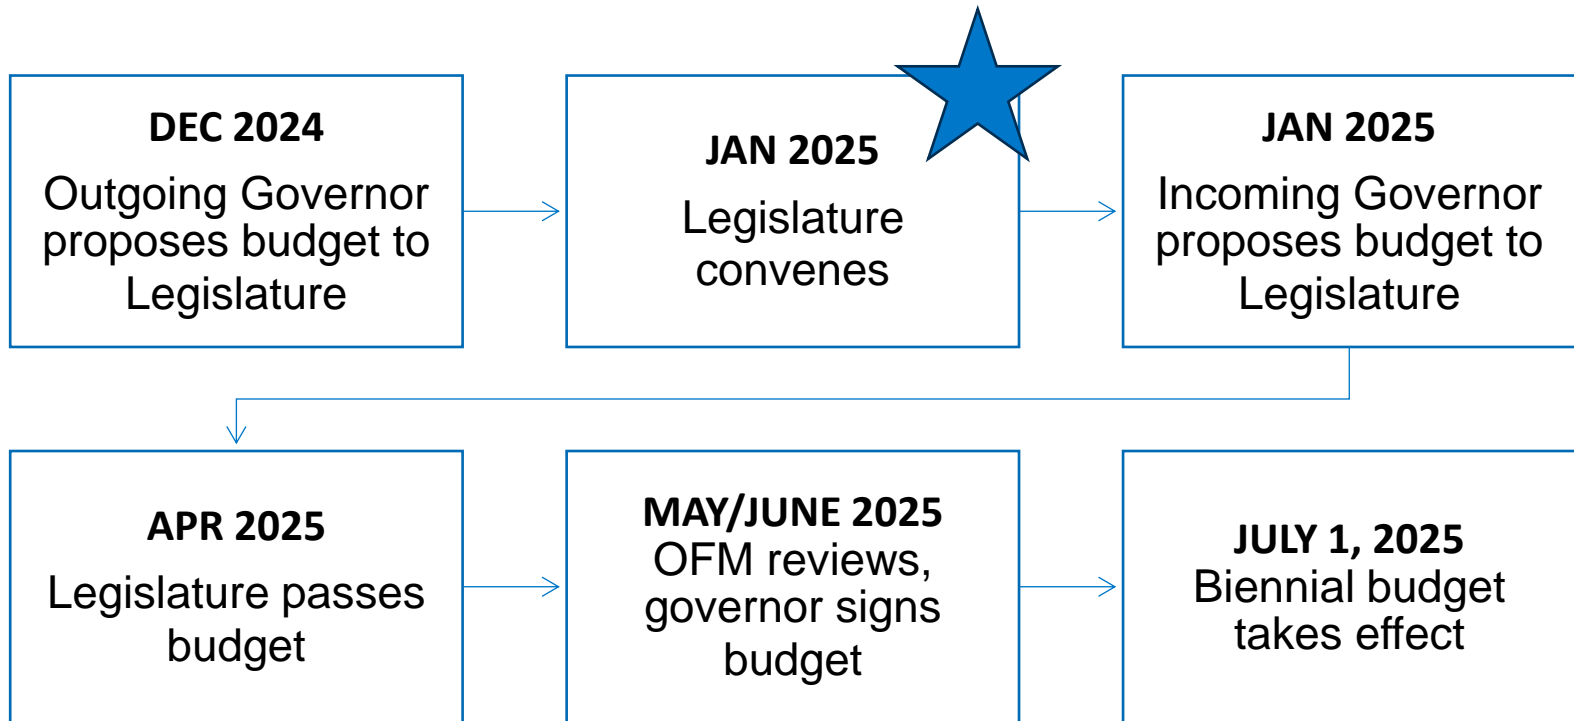 DEC 2024
Outgoing Governor
proposes budget to
Legislature
JAN 2025
Legislature
convenes
JAN 2025
Incoming Governor
proposes budget to
Legislature
APR 2025
Legislature passes
budget
MAY/JUNE 2025
OFM reviews,
governor signs
budget
JULY 1, 2025
Biennial budget
takes effect